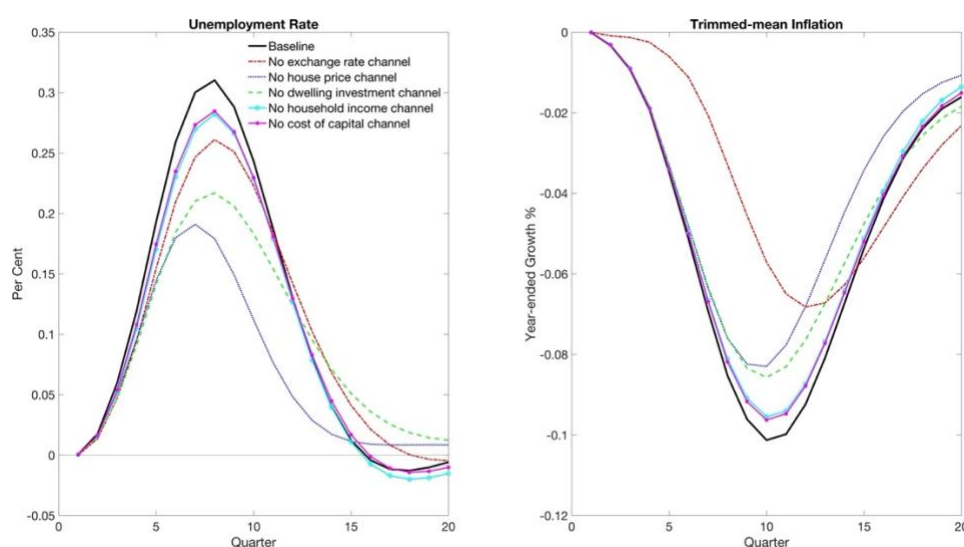 Unemployment Rate
0.35
0.3
0.25
0.2
0.15
0.1
0.05
0
-0.05
Per Cent
Baseline
No exchange rate channel
No house price channel
No dwelling investment channel
No household income channel
No cost of capital channel
0 5 10 15 20
Quarter
Trimmed-mean Inflation
0
-0.02
-0.04
-0.06
-0.08
-0.1
-0.12
Year-ended Growth %
0 5 10 15 20
Quarter